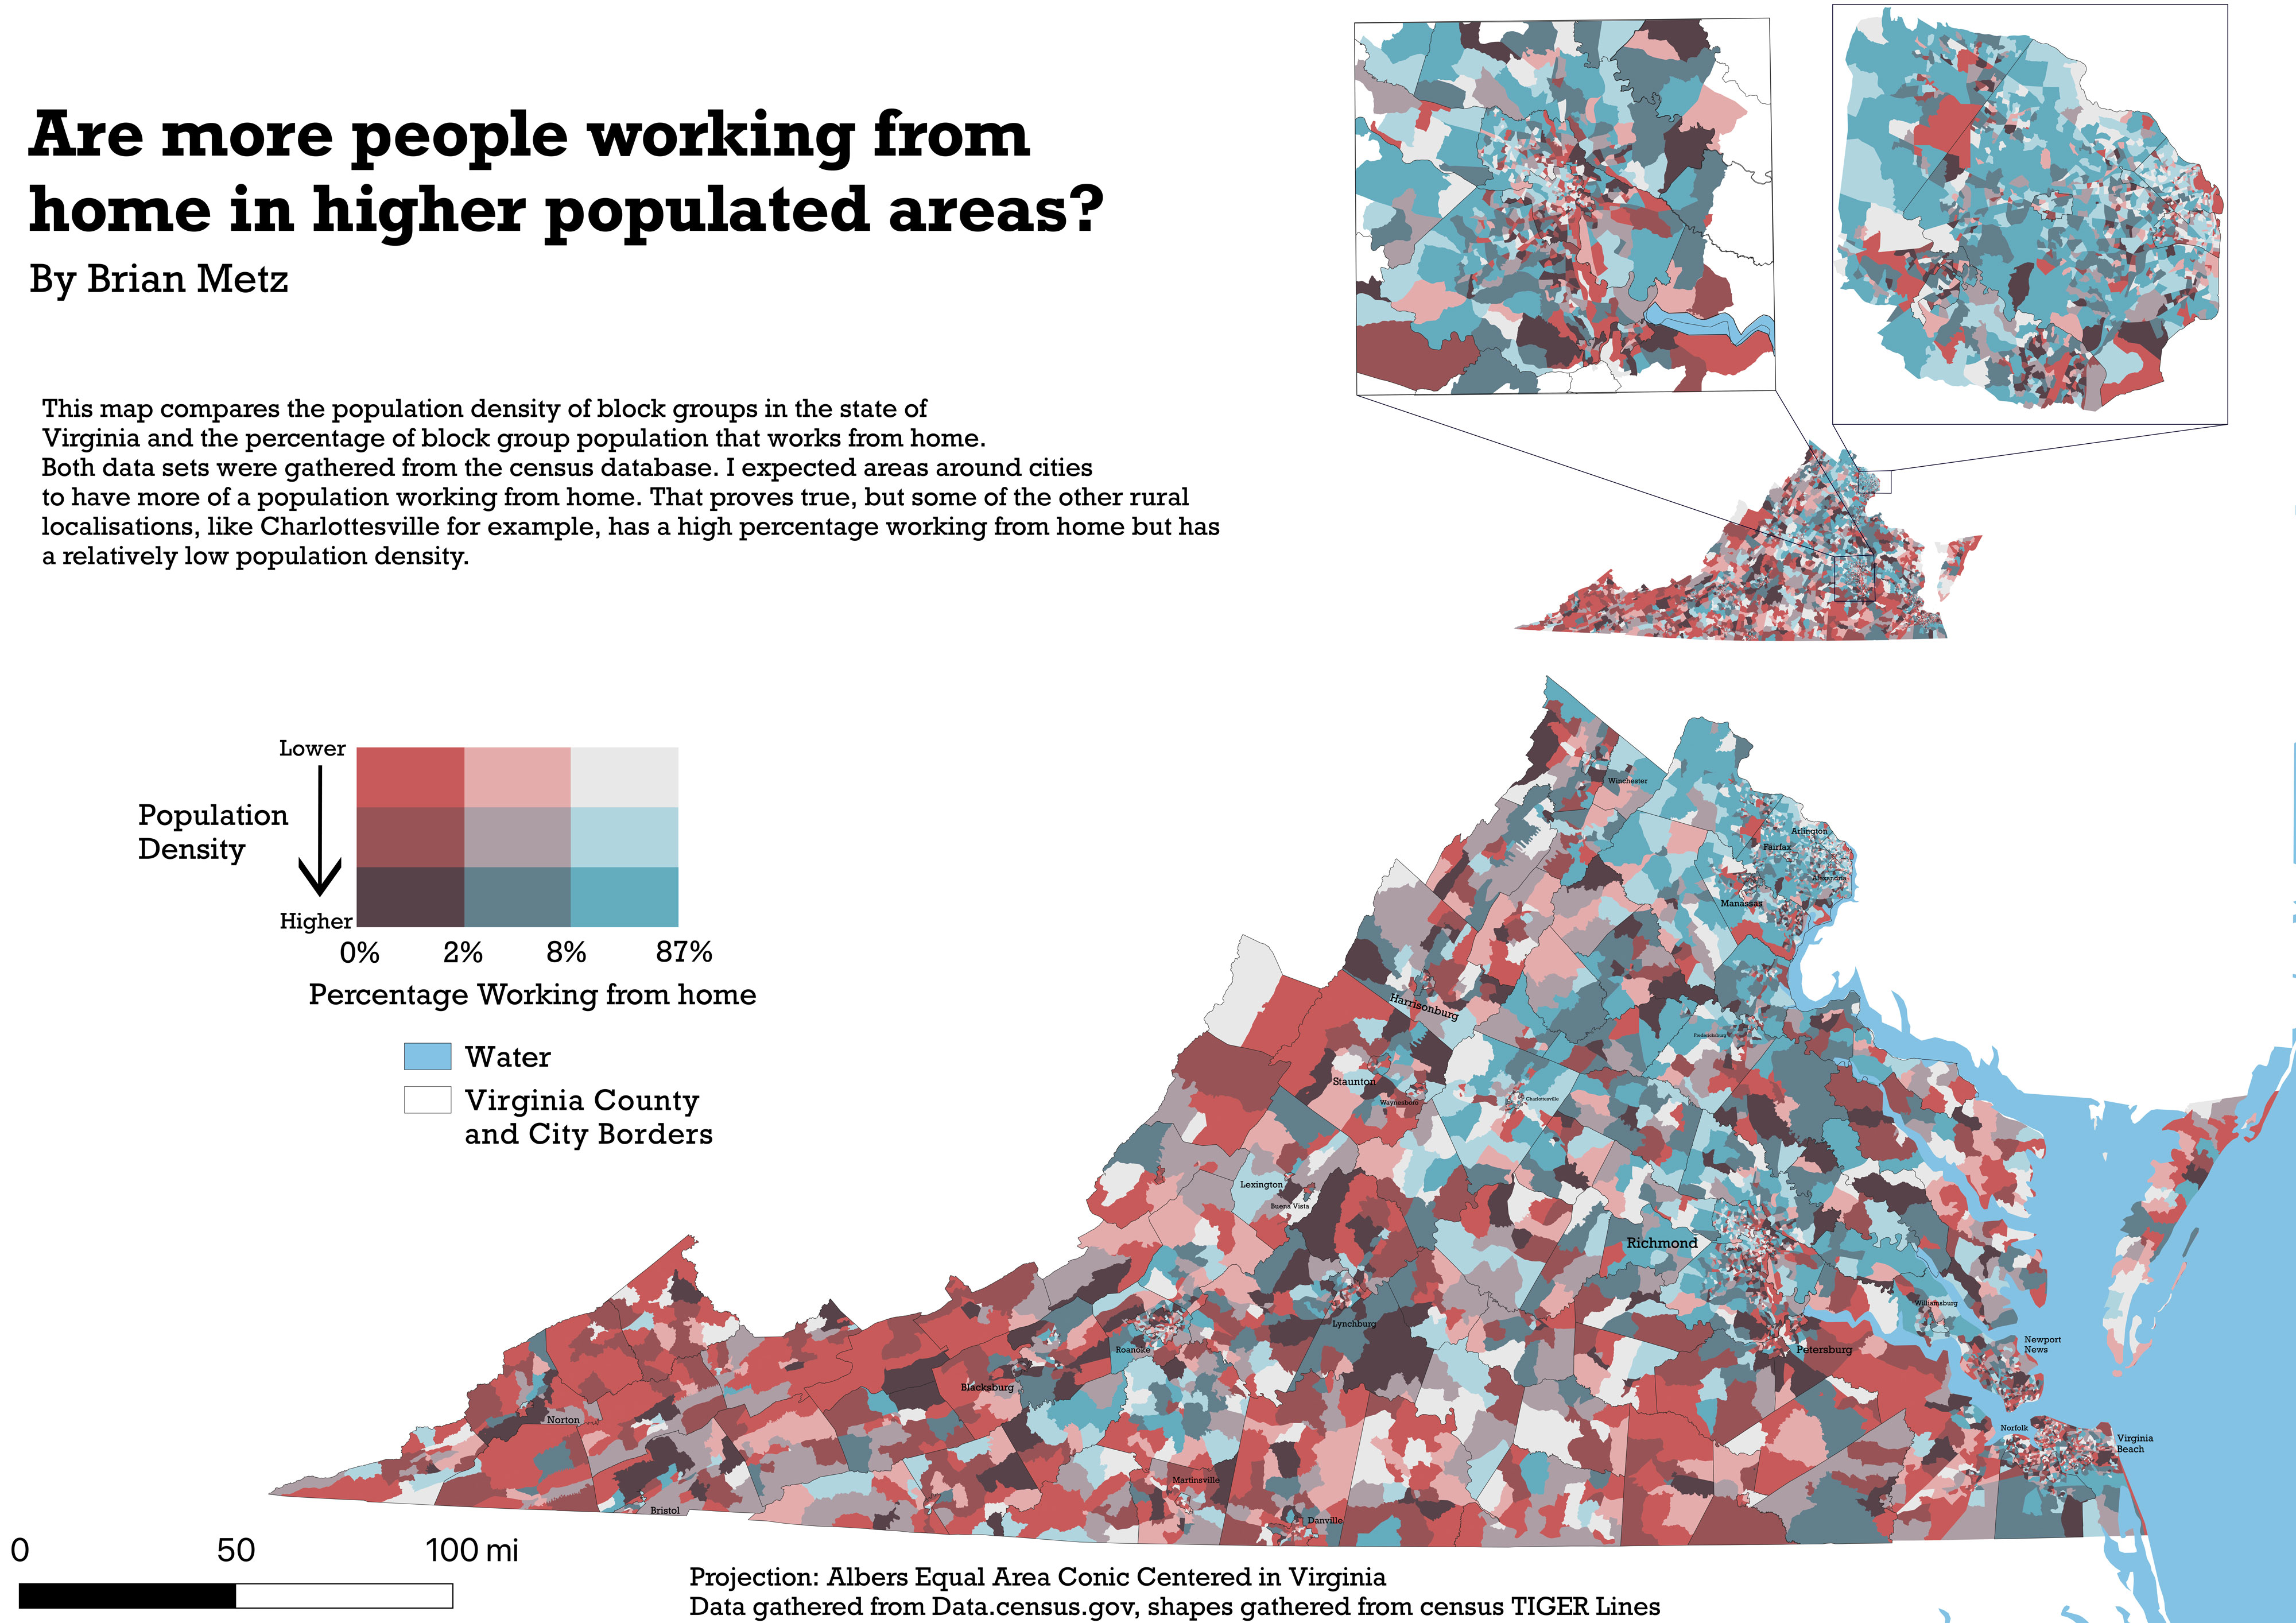 Are more people working from
home in higher populated areas?
By Brian Metz
This map compares the population density of block groups in the state of
Virginia and the percentage of block group population that works from home.
Both data sets were gathered from the census database. I expected areas around cities
to have more of a population working from home. That proves true, but some of the other rural
localisations, like Charlottesville for example, has a high percentage working from home but has
a relatively low population density.
Lower
Population
Density
Higher
0% 2% 8% 87%
Percentage Working from home
Water
Virginia County
and City Borders
Winchester
Arlington
Fairfax
Alexandria
Manassas
Harrisonburg
Fredericksburg
Staunton
Waynesboro
Charlottesville
Lexington
Buena Vista
Richmond
Williamsburg
Lynchburg
Newport
News
Roanoke
Petersburg
Blacksburg
Norton
Norfolk
Virginia
Beach
Martinsville
Bristol
Danville
0 50 100 mi
Projection: Albers Equal Area Conic Centered in Virginia
Data gathered from Data.census.gov, shapes gathered from census TIGER Lines